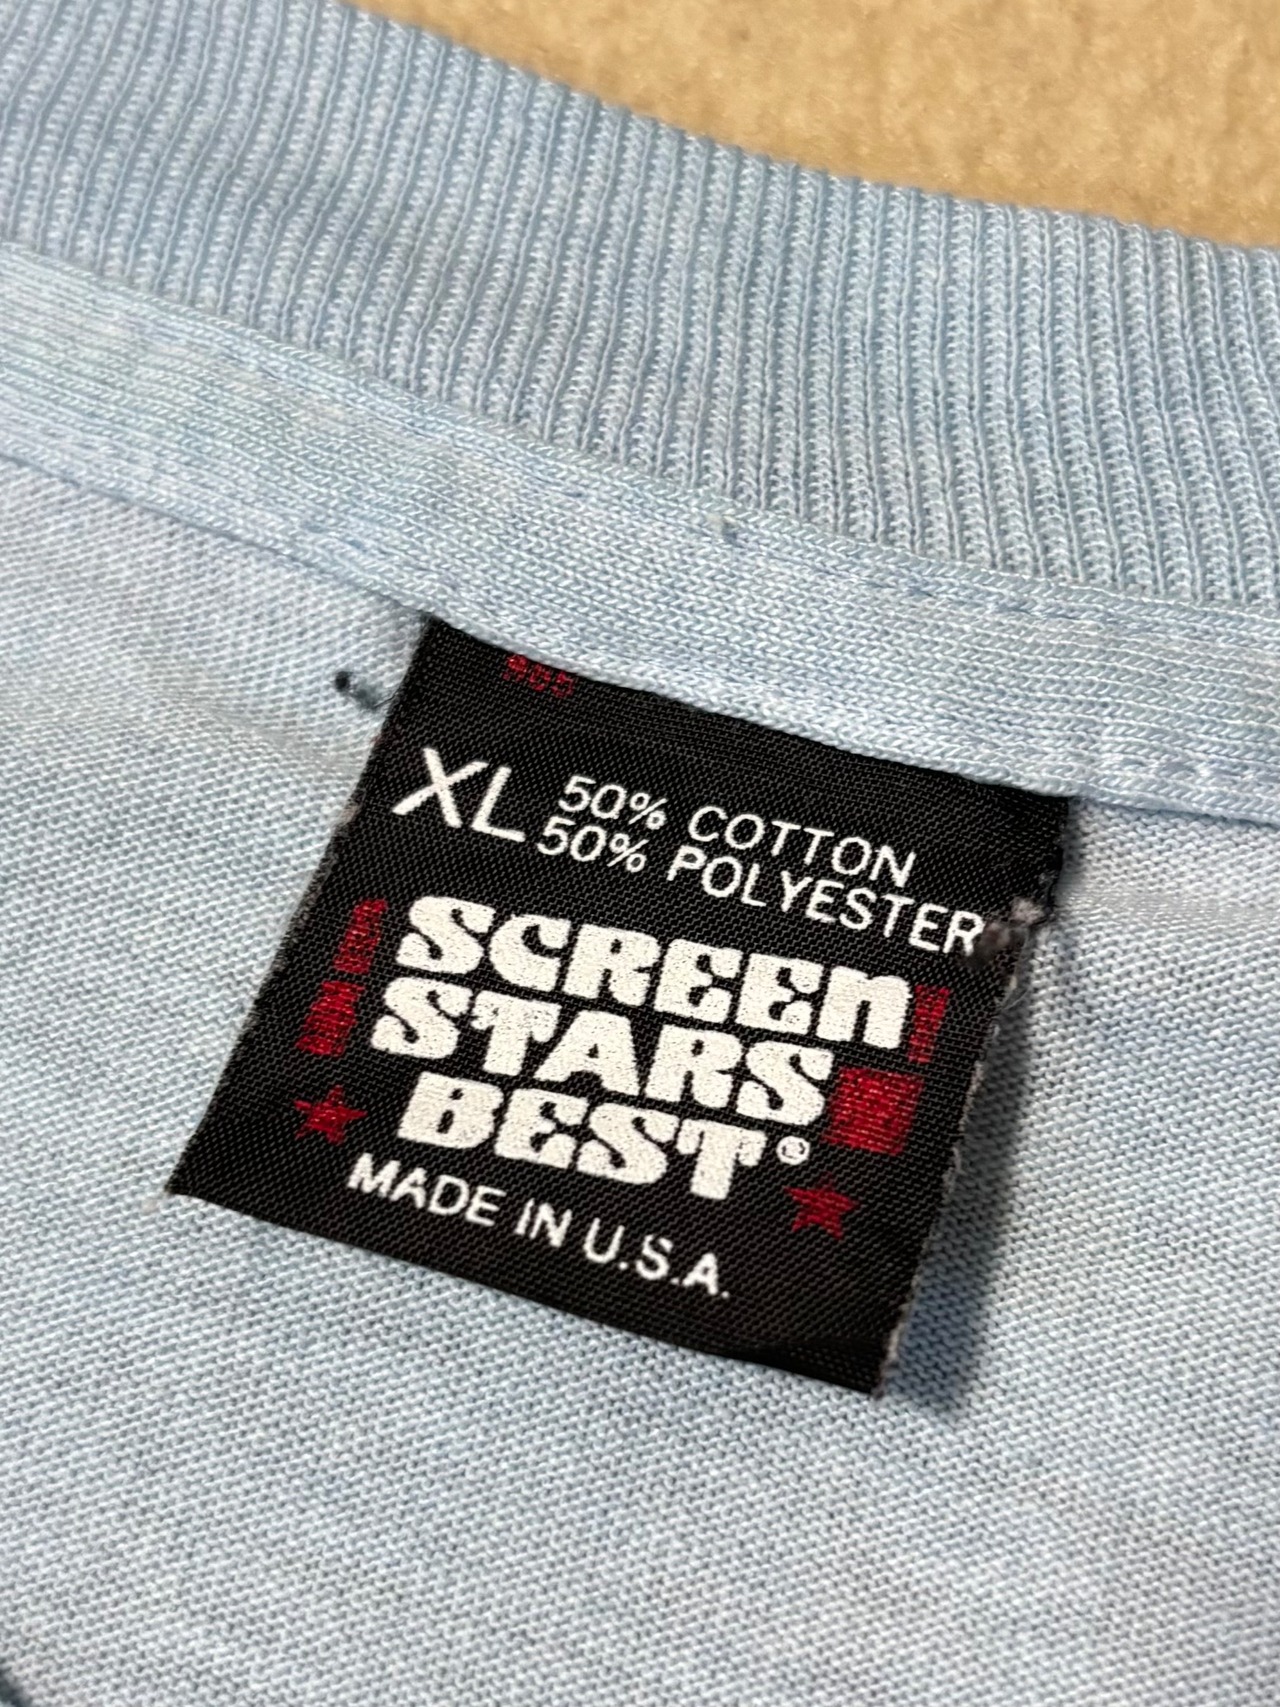 XL 50% COTTON
50% POLYESTER
SCREEN
STARS
BEST®
MADE IN U.S.A.